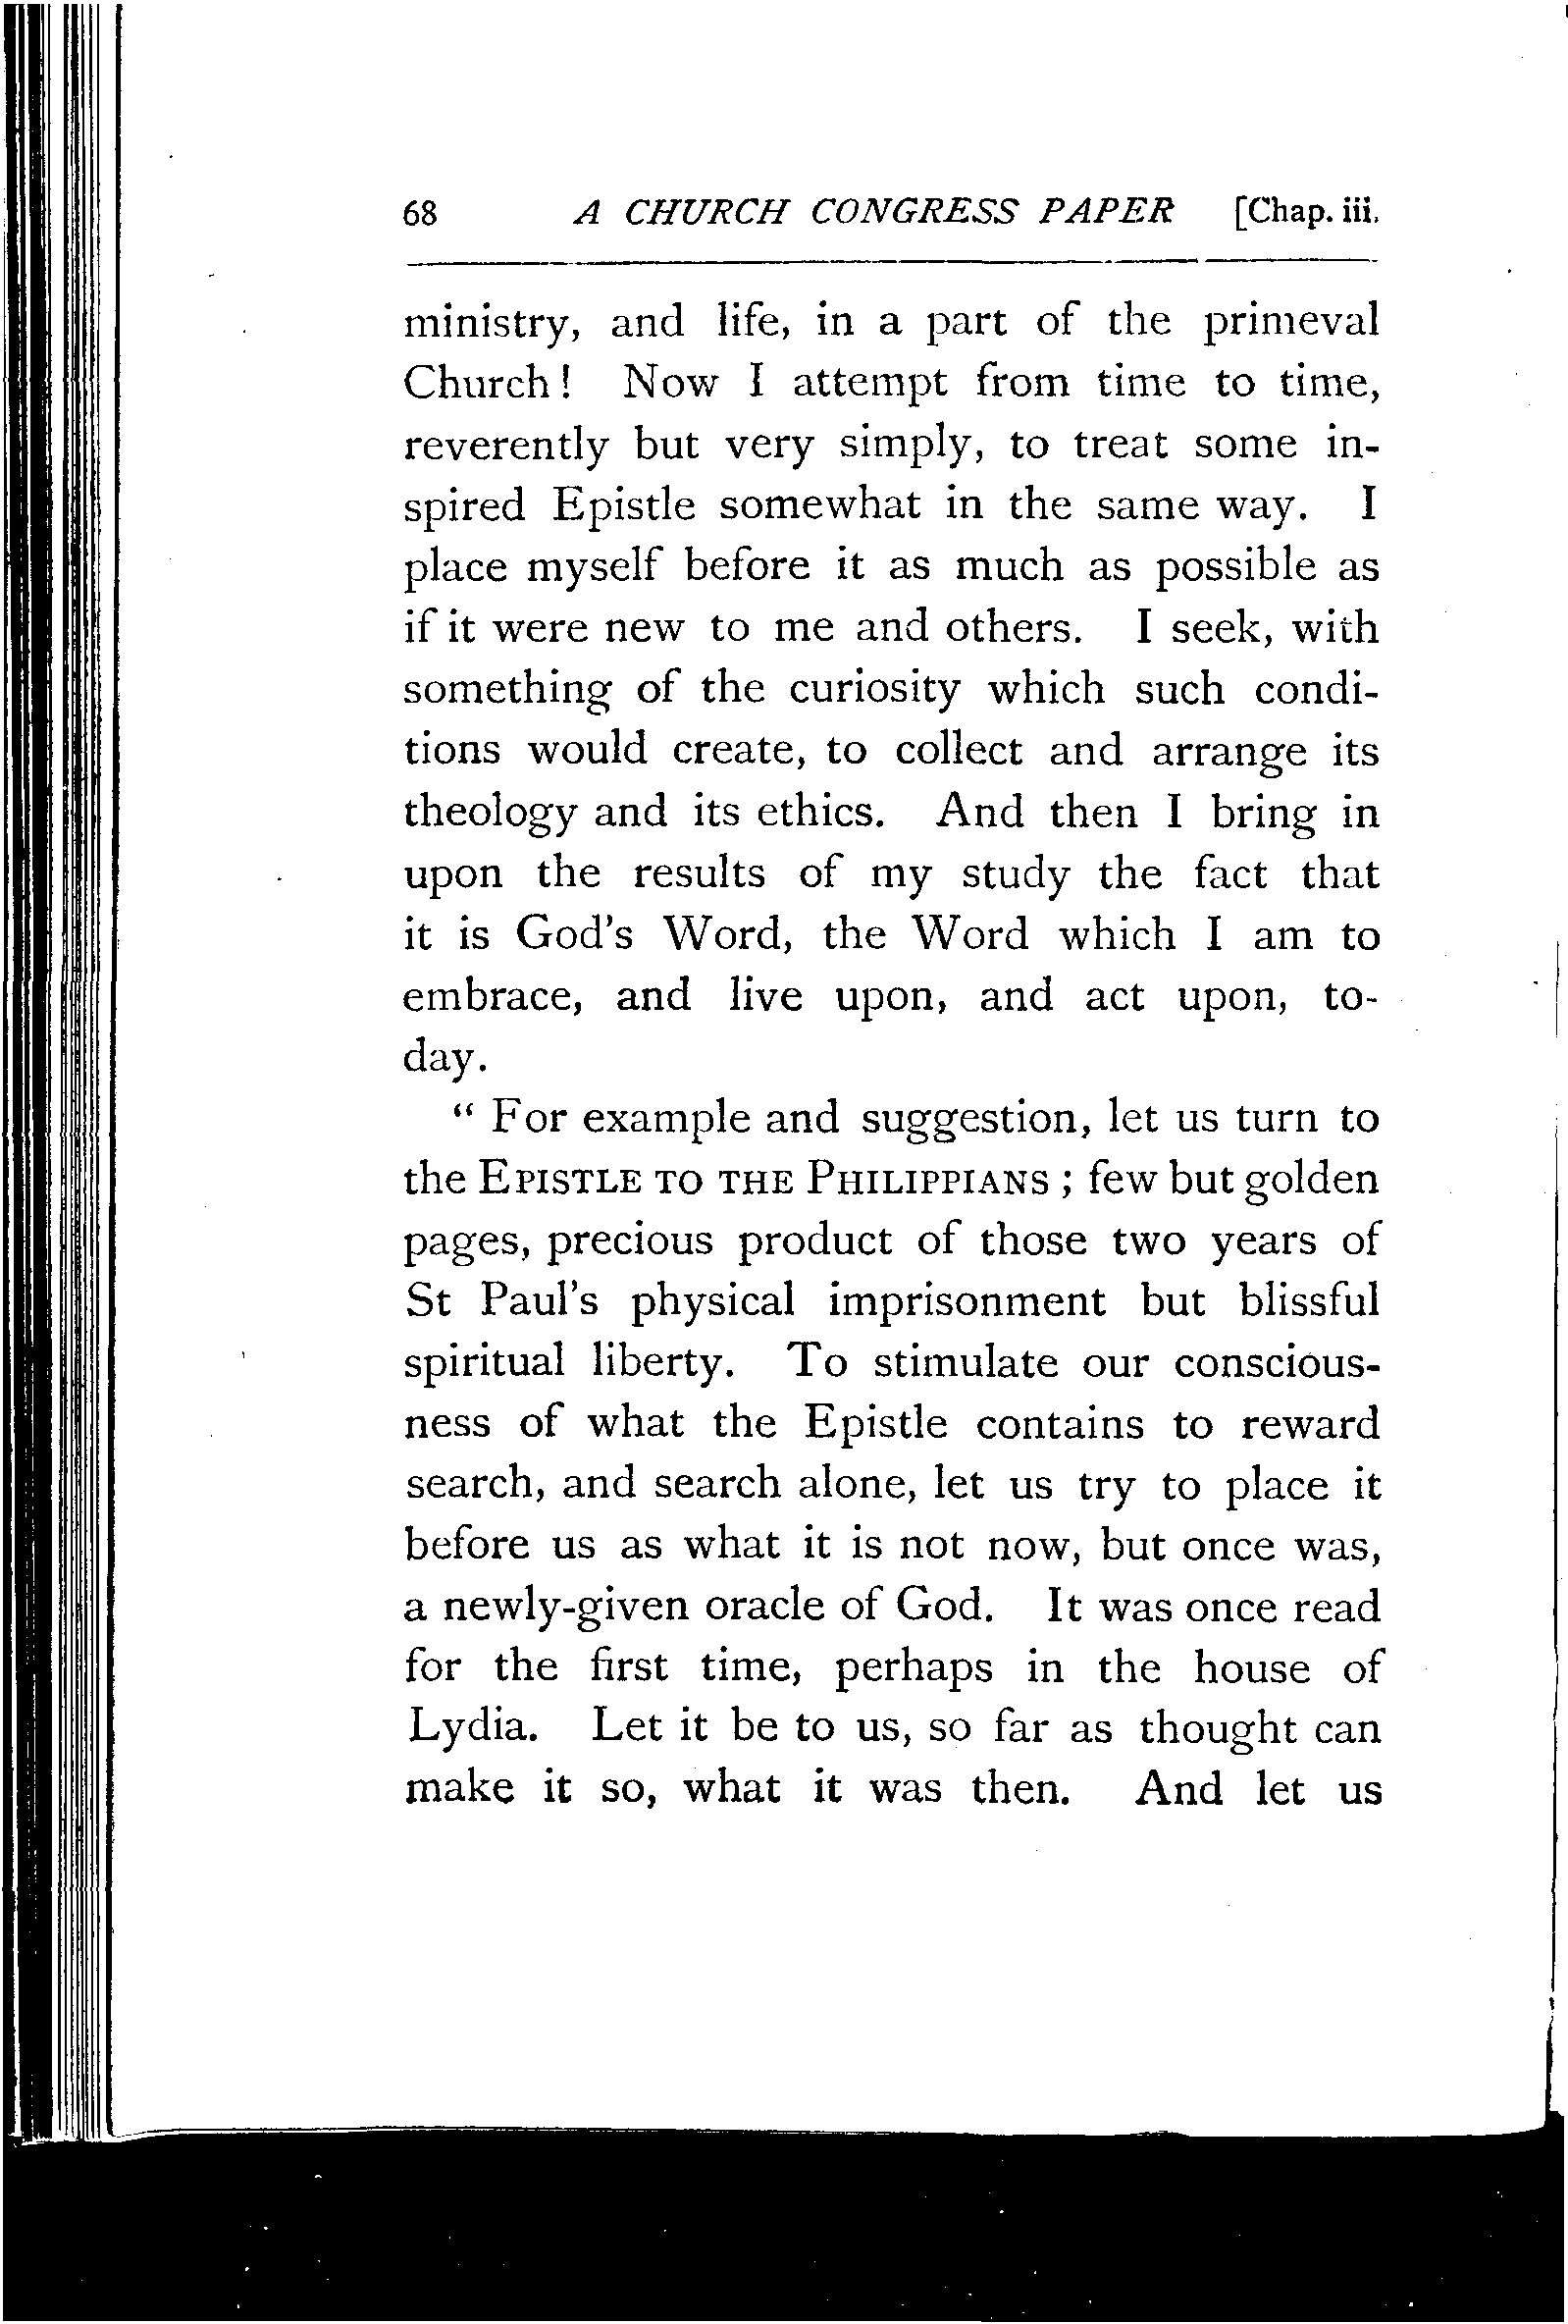 68 A CHURCH CONGRESS PAPER [Chap. iii.
ministry, and life, in a part of the primeval
Church! Now I attempt from time to time,
reverently but very simply, to treat some in-
spired Epistle somewhat in the same way. I
place myself before it as much as possible as
if it were new to me and others. I seek, with
something of the curiosity which such condi-
tions would create, to collect and arrange its
theology and its ethics. And then I bring in
upon the results of my study the fact that
it is God's Word, the Word which I am to
embrace, and live upon, and act upon, to-
day.
“ For example and suggestion, let us turn to
the EPISTLE TO THE PHILIPPIANS ; few but golden
pages, precious product of those two years of
St Paul's physical imprisonment but blissful
spiritual liberty. To stimulate our conscious-
ness of what the Epistle contains to reward
search, and search alone, let us try to place it
before us as what it is not now, but once was,
a newly-given oracle of God. It was once read
for the first time, perhaps in the house of
Lydia. Let it be to us, so far as thought can
make it so, what it was then. And let us